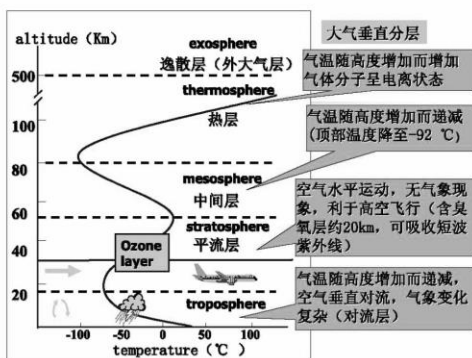 altitude (Km)
大气垂直分层
exosphere
逸散层（外大气层）
500
thermosphere
热层
气温随高度增加而增加
气体分子呈电离状态
100
80
气温随高度增加而递减
(顶部温度降至-92 ℃)
mesosphere
中间层
60
stratosphere
平流层
空气水平运动，无气象现
象，利于高空飞行（含臭
氧层约20km，可吸收短波
紫外线）
Ozone
layer
40
20
troposphere
气温随高度增加而递减，
空气垂直对流，气象变化
复杂（对流层）
-100 -50 0 50 100
temperature (℃)